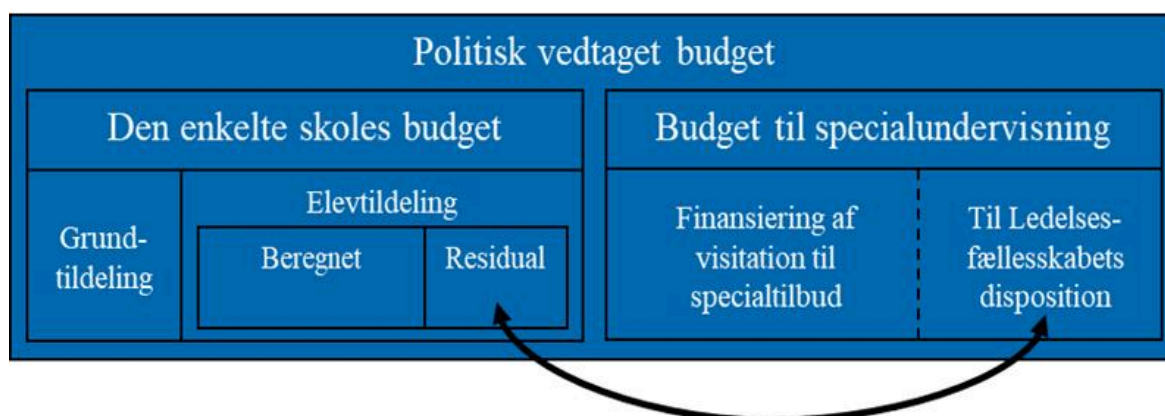 Politisk vedtaget budget
Den enkelte skoles budget
Budget til specialundervisning
Grund-
tildeling
Elevtildeling
Beregnet
Residual
Finansiering af
visitation til
specialtilbud
Til Ledelses-
fællesskabets
disposition